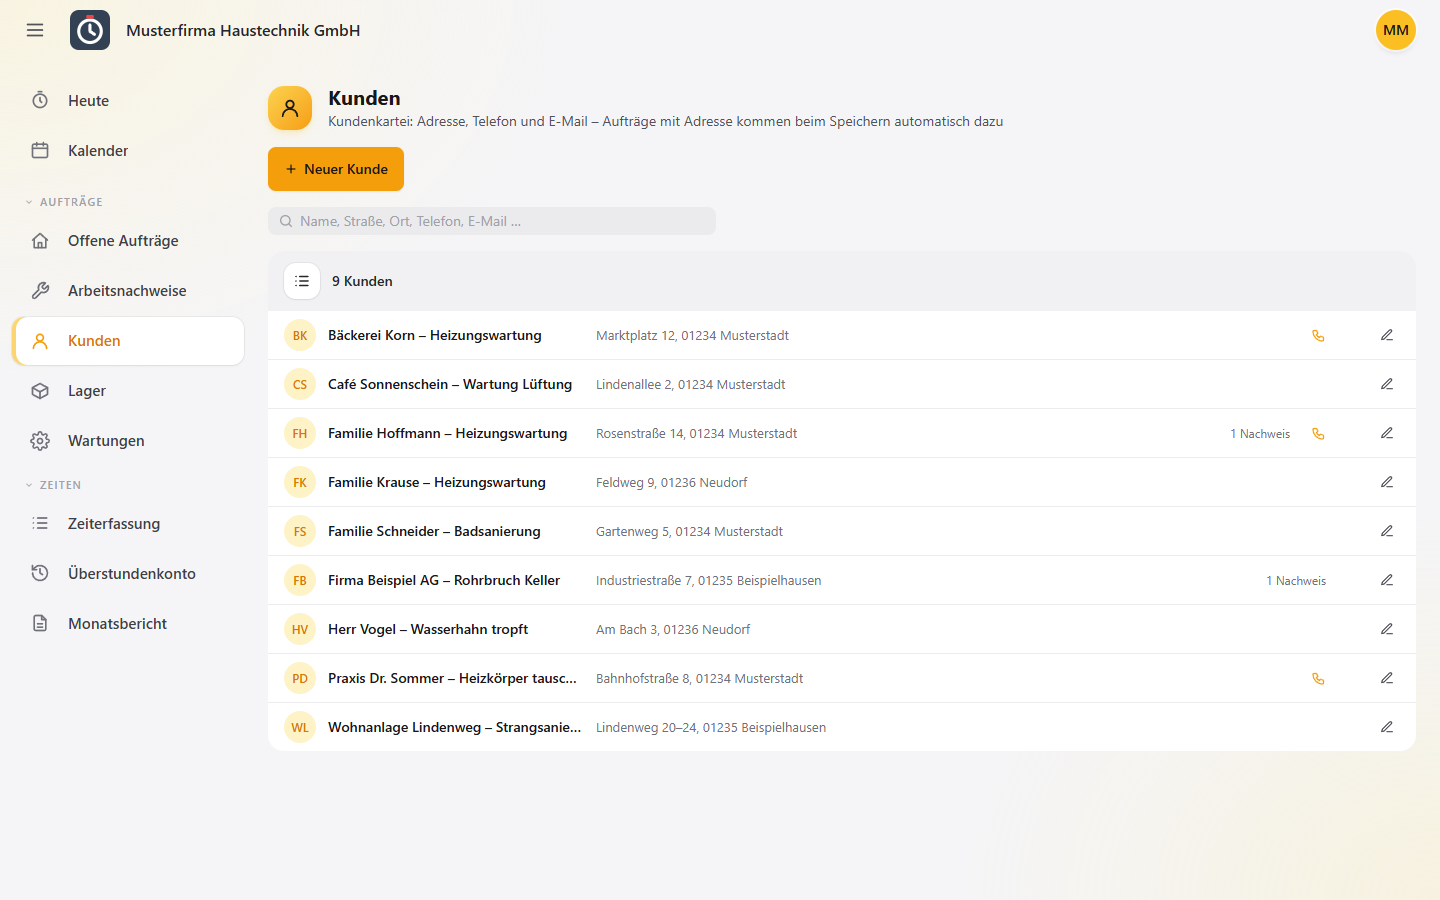 Musterfirma Haustechnik GmbH
MM
Heute
Kalender
AUFTRÄGE
Offene Aufträge
Arbeitsnachweise
Kunden
Lager
Wartungen
ZEITEN
Zeiterfassung
Überstundenkonto
Monatsbericht
Kunden
Kundenkartei: Adresse, Telefon und E-Mail – Aufträge mit Adresse kommen beim Speichern automatisch dazu
+ Neuer Kunde
Name, Straße, Ort, Telefon, E-Mail ...
9 Kunden
BK Bäckerei Korn – Heizungswartung Marktplatz 12, 01234 Musterstadt
CS Café Sonnenschein – Wartung Lüftung Lindenallee 2, 01234 Musterstadt
FH Familie Hoffmann – Heizungswartung Rosenstraße 14, 01234 Musterstadt 1 Nachweis
FK Familie Krause – Heizungswartung Feldweg 9, 01236 Neudorf
FS Familie Schneider – Badsanierung Gartenweg 5, 01234 Musterstadt
FB Firma Beispiel AG – Rohrbruch Keller Industriestraße 7, 01235 Beispielhausen 1 Nachweis
HV Herr Vogel – Wasserhahn tropft Am Bach 3, 01236 Neudorf
PD Praxis Dr. Sommer – Heizkörper tausc... Bahnhofstraße 8, 01234 Musterstadt
WL Wohnanlage Lindenweg – Strangsanie... Lindenweg 20–24, 01235 Beispielhausen